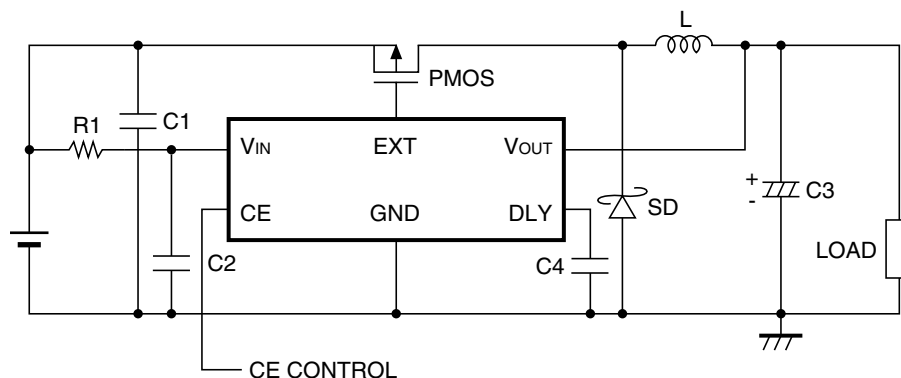 L
PMOS
R1
C1
VIN
EXT
VOUT
CE
GND
DLY
SD
+
-
C3
C2
C4
LOAD
CE CONTROL